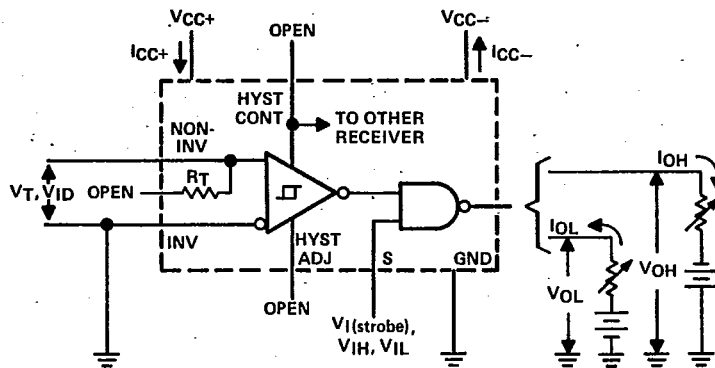 VCC+
ICC+
OPEN
VCC−
ICC−
HYST
CONT
TO OTHER
RECEIVER
NON-
INV
RT
VT, VID
OPEN
INV
HYST
ADJ
S
GND
OPEN
VI(strobe),
VIH, VIL
IOH
IOL
VOH
VOL